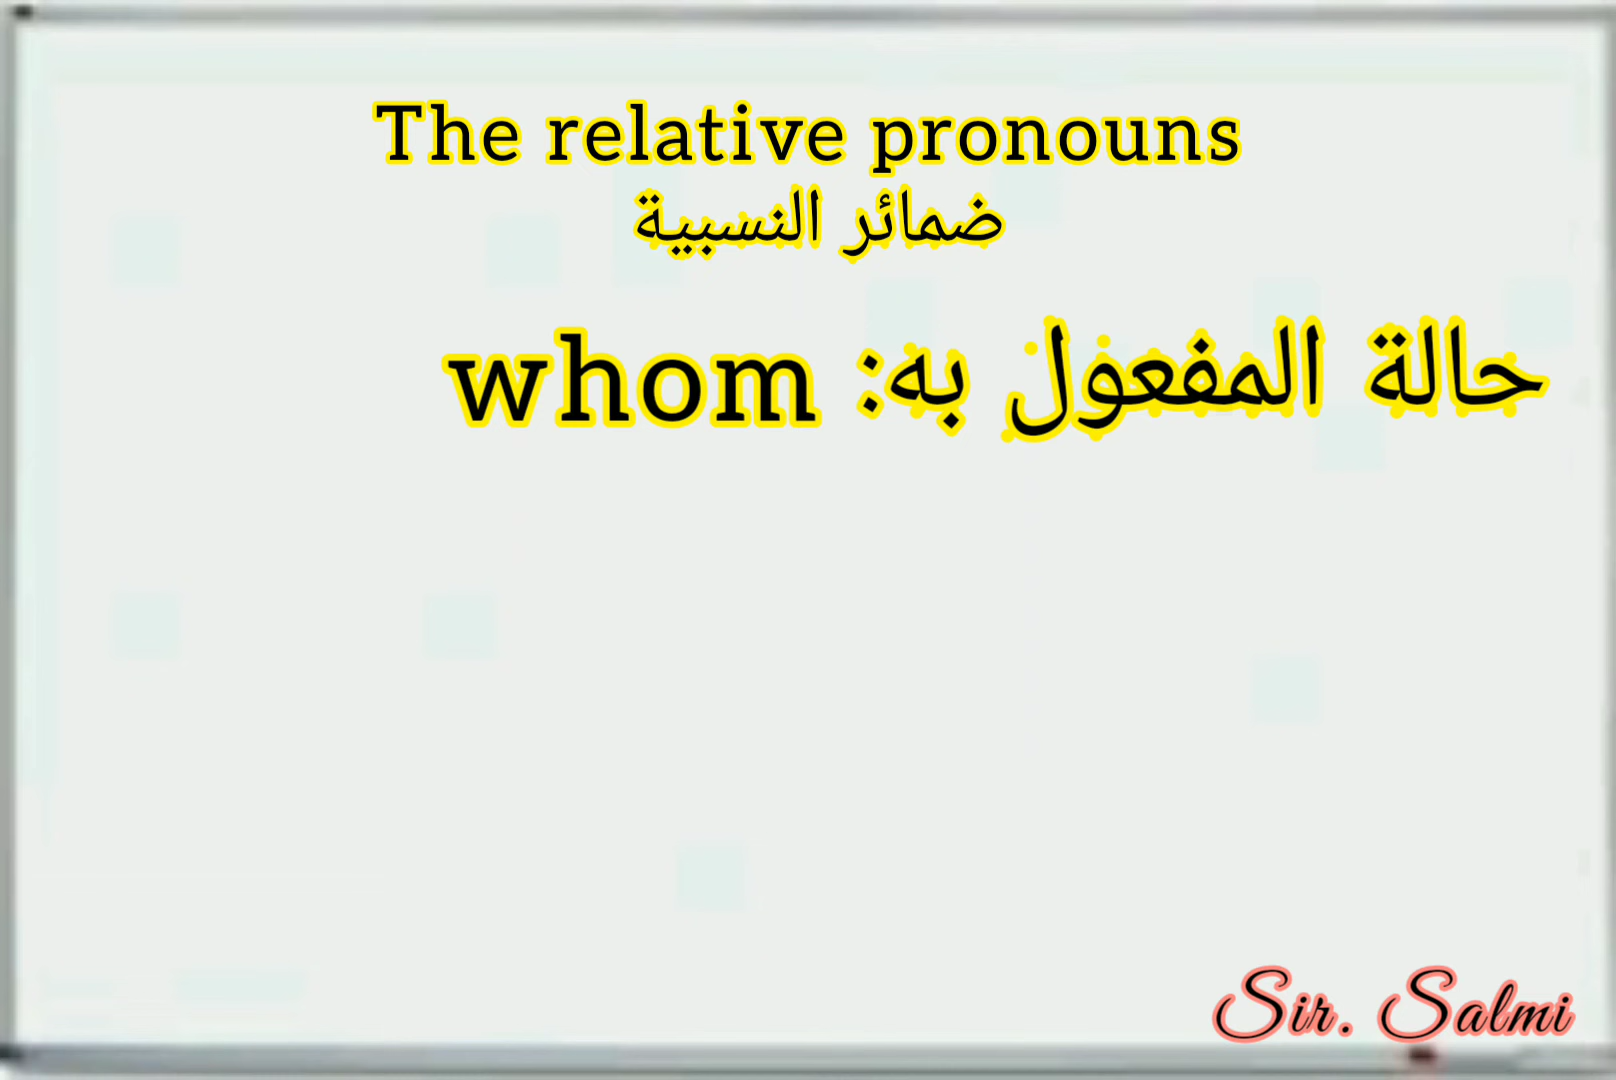 The relative pronouns
ضمائر النسبية
حالة المفعول به: whom
Sir. Salmi